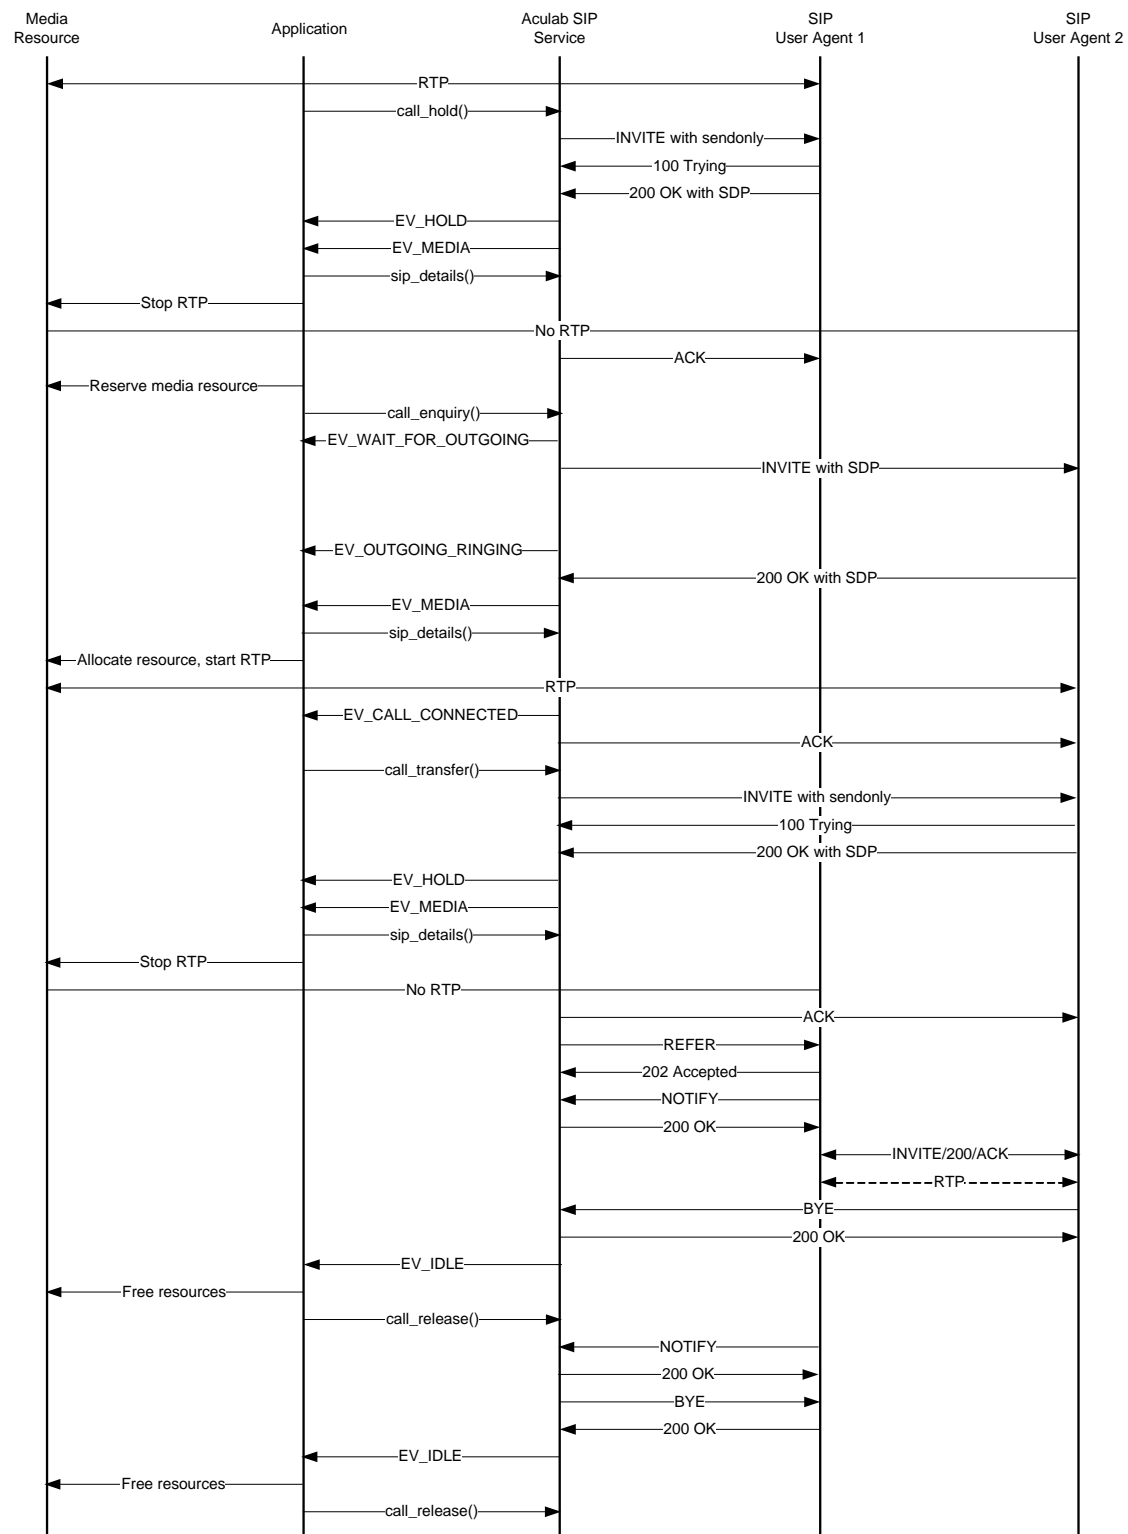 Media
Resource
Application
Aculab SIP
Service
SIP
User Agent 1
SIP
User Agent 2
RTP
call_hold()
INVITE with sendonly
100 Trying
200 OK with SDP
EV_HOLD
EV_MEDIA
sip_details()
Stop RTP
No RTP
ACK
Reserve media resource
call_enquiry()
EV_WAIT_FOR_OUTGOING
INVITE with SDP
EV_OUTGOING_RINGING
200 OK with SDP
EV_MEDIA
sip_details()
Allocate resource, start RTP
RTP
EV_CALL_CONNECTED
ACK
call_transfer()
INVITE with sendonly
100 Trying
200 OK with SDP
EV_HOLD
EV_MEDIA
sip_details()
Stop RTP
No RTP
ACK
REFER
202 Accepted
NOTIFY
200 OK
INVITE/200/ACK
RTP
BYE
200 OK
EV_IDLE
Free resources
call_release()
NOTIFY
200 OK
BYE
200 OK
EV_IDLE
Free resources
call_release()